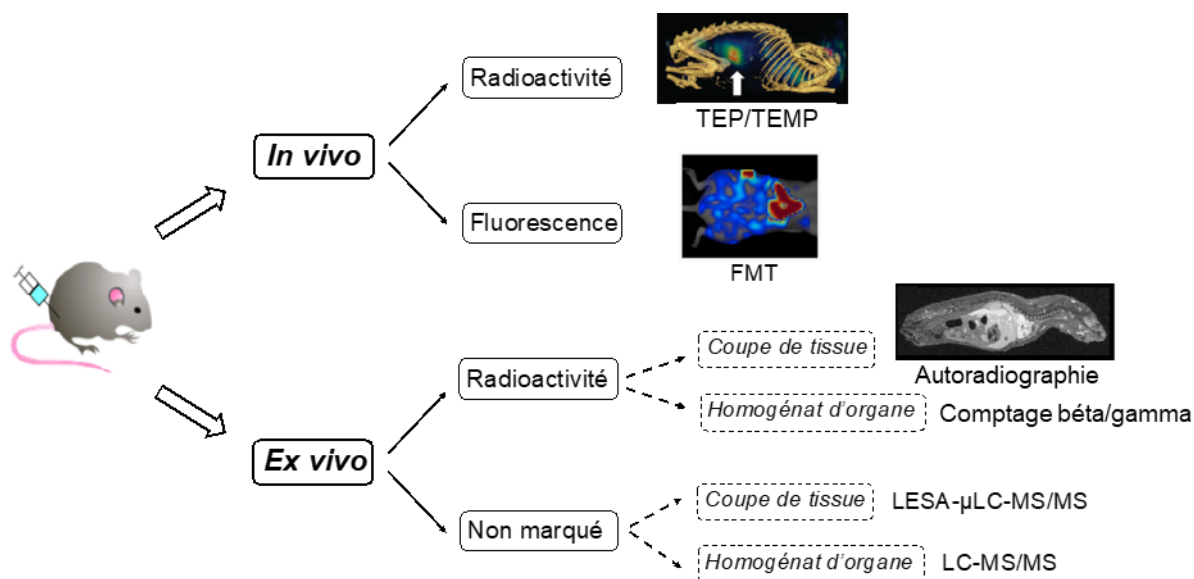 Radioactivité
TEP/TEMP
In vivo
Fluorescence
FMT
Coupe de tissue
Autoradiographie
Radioactivité
Homogénat d'organe Comptage béta/gamma
Ex vivo
Coupe de tissue LESA-µLC-MS/MS
Non marqué
Homogénat d'organe LC-MS/MS